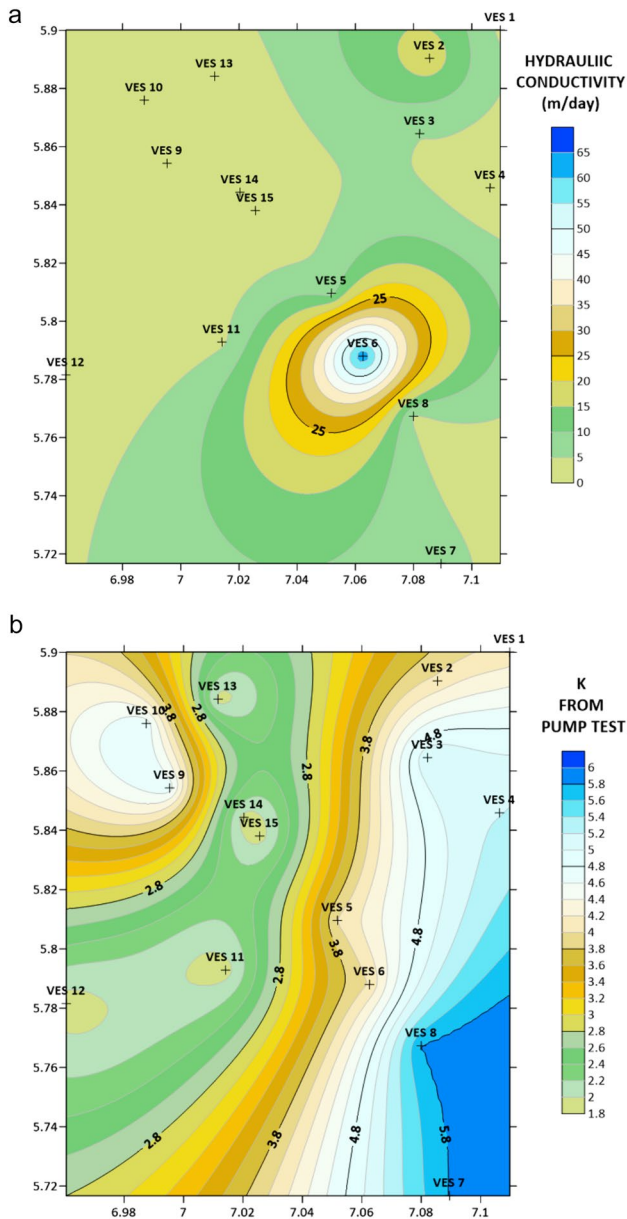 a
VES 1
5.9
VES 2
HYDRAULIIC
CONDUCTIVITY
(m/day)
VES 13
5.88
VES 10
VES 3
5.86
VES 9
VES 4
VES 14
5.84
VES 15
5.82
VES 5
25
5.8
VES 11
VES 6
VES 12
5.78
VES 8
25
5.76
5.74
VES 7
5.72
6.98
7
7.02
7.04
7.06
7.08
7.1
65
60
55
50
45
40
35
30
25
20
15
10
5
0
b
VES 1
5.9
VES 2
K
FROM
PUMP TEST
VES 13
5.88
VES 10
3.8
2.8
3.8
4.8
VES 3
5.86
VES 9
2.8
VES 4
VES 14
5.84
VES 15
2.8
5.82
VES 5
4.8
3.8
5.8
VES 11
2.8
VES 6
VES 12
5.78
VES 8
5.76
5.74
2.8
3.8
4.8
5.8
VES 7
5.72
6.98
7
7.02
7.04
7.06
7.08
7.1
6
5.8
5.6
5.4
5.2
5
4.8
4.6
4.4
4.2
4
3.8
3.6
3.4
3.2
3
2.8
2.6
2.4
2.2
2
1.8